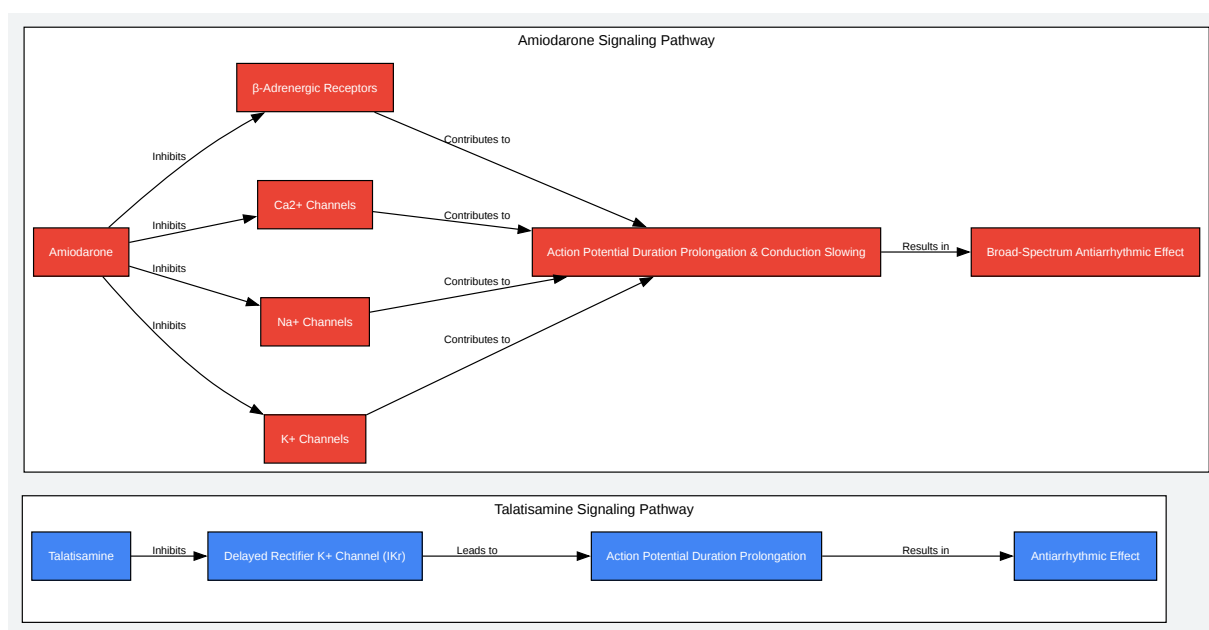 Amiodarone Signaling Pathway
β-Adrenergic Receptors
Contributes to
Inhibits
Ca2+ Channels
Inhibits
Contributes to
Amiodarone
Action Potential Duration Prolongation & Conduction Slowing
Results in
Broad-Spectrum Antiarrhythmic Effect
Inhibits
Contributes to
Na+ Channels
Inhibits
Contributes to
K+ Channels
Talatisamine Signaling Pathway
Talatisamine
Inhibits
Delayed Rectifier K+ Channel (IKr)
Leads to
Action Potential Duration Prolongation
Results in
Antiarrhythmic Effect